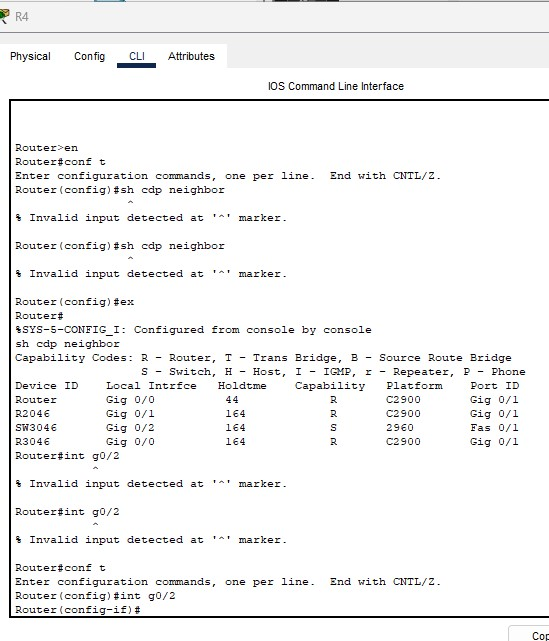 R4
Physical Config CLI Attributes
IOS Command Line Interface
Router>en
Router#conf t
Enter configuration commands, one per line.  End with CNTL/Z.
Router(config)#sh cdp neighbor
^
% Invalid input detected at '^' marker.
Router(config)#sh cdp neighbor
^
% Invalid input detected at '^' marker.
Router(config)#ex
Router#
%SYS-5-CONFIG_I: Configured from console by console
sh cdp neighbor
Capability Codes: R - Router, T - Trans Bridge, B - Source Route Bridge
S - Switch, H - Host, I - IGMP, r - Repeater, P - Phone
Device ID    Local Intrfce   Holdtme    Capability   Platform    Port ID
Router       Gig 0/0          44            R        C2900       Gig 0/1
R2046        Gig 0/1          164           R        C2900       Gig 0/1
SW3046       Gig 0/2          164           S        2960        Fas 0/1
R3046        Gig 0/0          164           R        C2900       Gig 0/1
Router#int g0/2
^
% Invalid input detected at '^' marker.
Router#int g0/2
^
% Invalid input detected at '^' marker.
Router#conf t
Enter configuration commands, one per line.  End with CNTL/Z.
Router(config)#int g0/2
Router(config-if)#
Cop